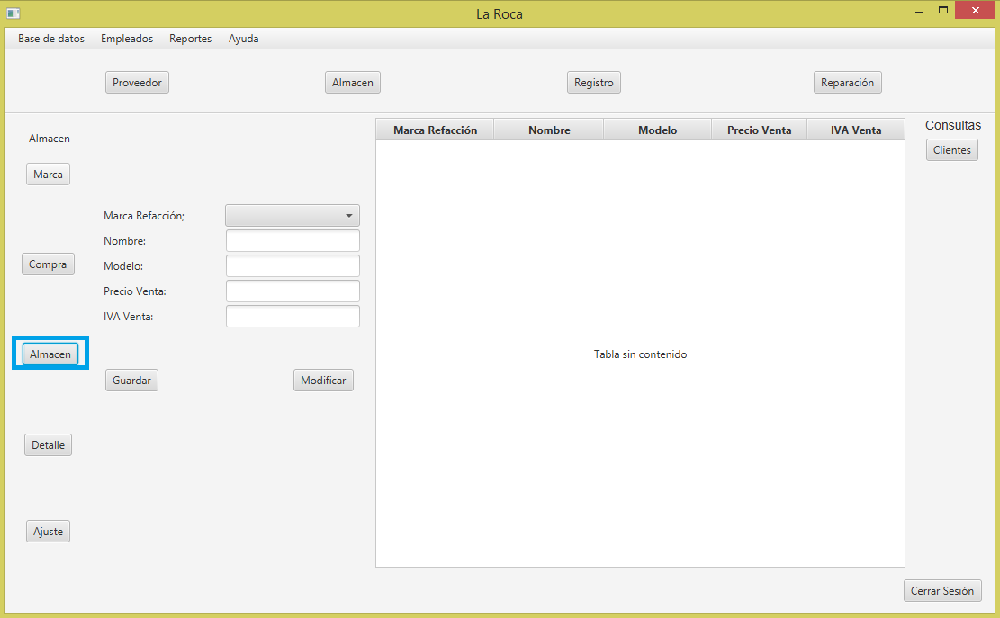 La Roca
Base de datos Empleados Reportes Ayuda
Proveedor Almacen Registro Reparación
Almacen
Marca
Compra
Almacen
Detalle
Ajuste
Marca Refacción;
Nombre:
Modelo:
Precio Venta:
IVA Venta:
Guardar Modificar
Marca Refacción Nombre Modelo Precio Venta IVA Venta
Tabla sin contenido
Consultas
Clientes
Cerrar Sesión